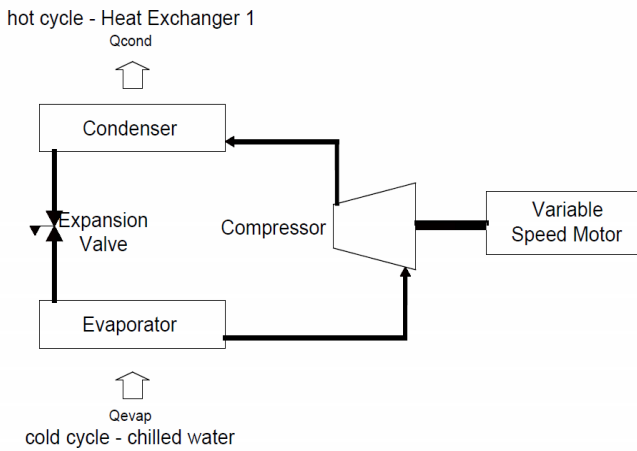 hot cycle - Heat Exchanger 1
Qcond
Condenser
Expansion
Valve
Compressor
Variable
Speed Motor
Evaporator
Qevap
cold cycle - chilled water